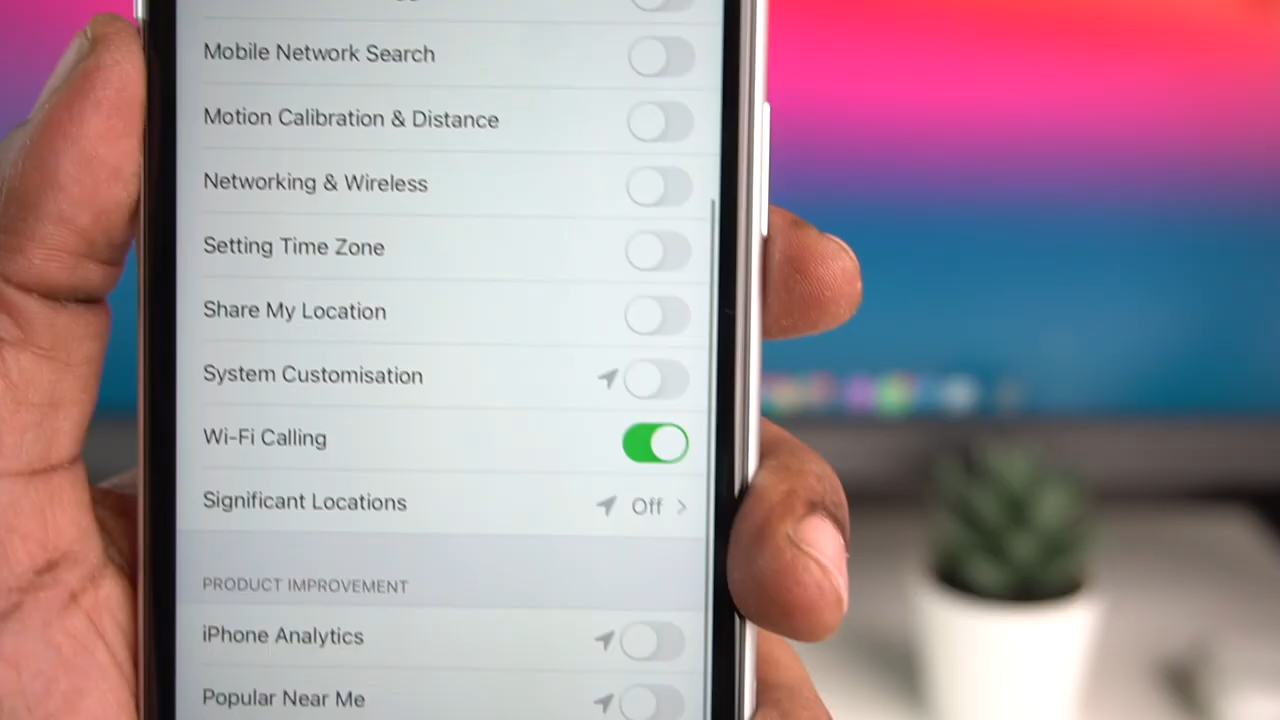 Mobile Network Search
Motion Calibration & Distance
Networking & Wireless
Setting Time Zone
Share My Location
System Customisation
Wi-Fi Calling
Significant Locations Off
PRODUCT IMPROVEMENT
iPhone Analytics
Popular Near Me